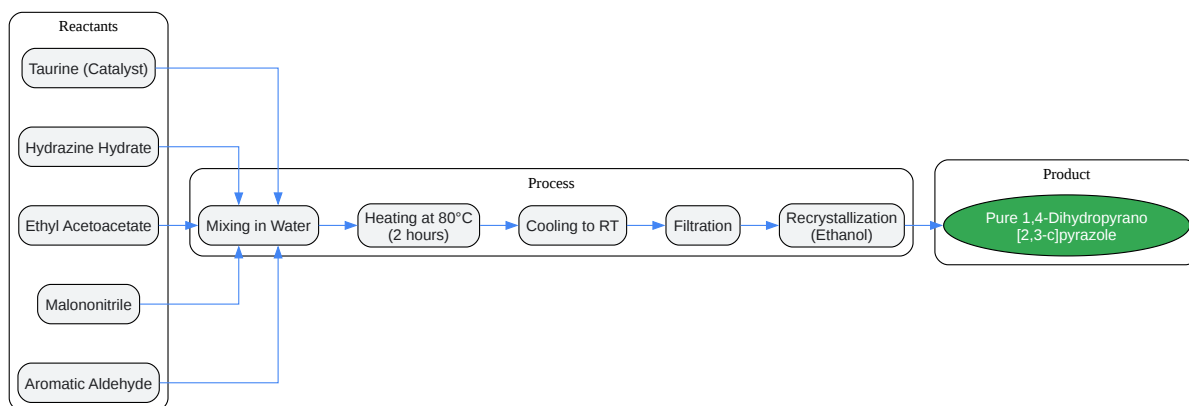 Reactants
Taurine (Catalyst)
Hydrazine Hydrate
Ethyl Acetoacetate
Malononitrile
Aromatic Aldehyde
Process
Mixing in Water
Heating at 80°C
(2 hours)
Cooling to RT
Filtration
Recrystallization
(Ethanol)
Product
Pure 1,4-Dihydropyrano
[2,3-c]pyrazole